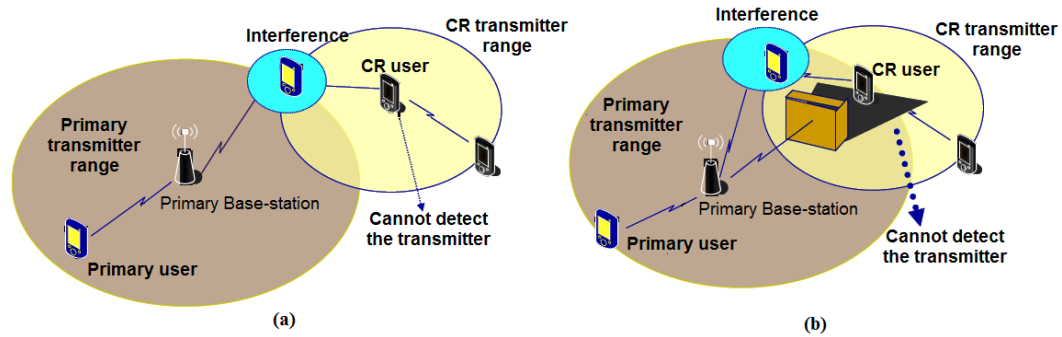 Interference
CR transmitter
range
CR user
Primary
transmitter
range
Primary Base-station
Cannot detect
the transmitter
Primary user
(a)
Interference
CR transmitter
range
CR user
Primary
transmitter
range
Primary Base-station
Primary user
Cannot detect
the transmitter
(b)